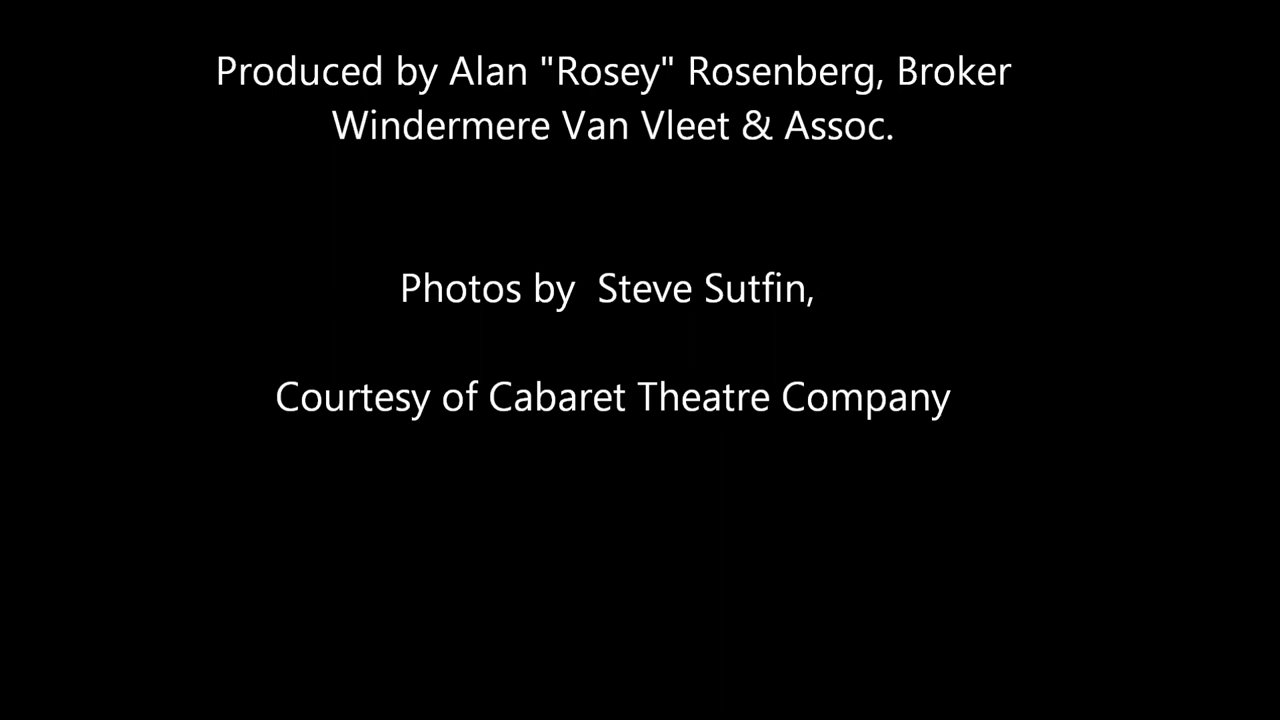 Produced by Alan "Rosey" Rosenberg, Broker
Windermere Van Vleet & Assoc.
Photos by  Steve Sutfin,
Courtesy of Cabaret Theatre Company